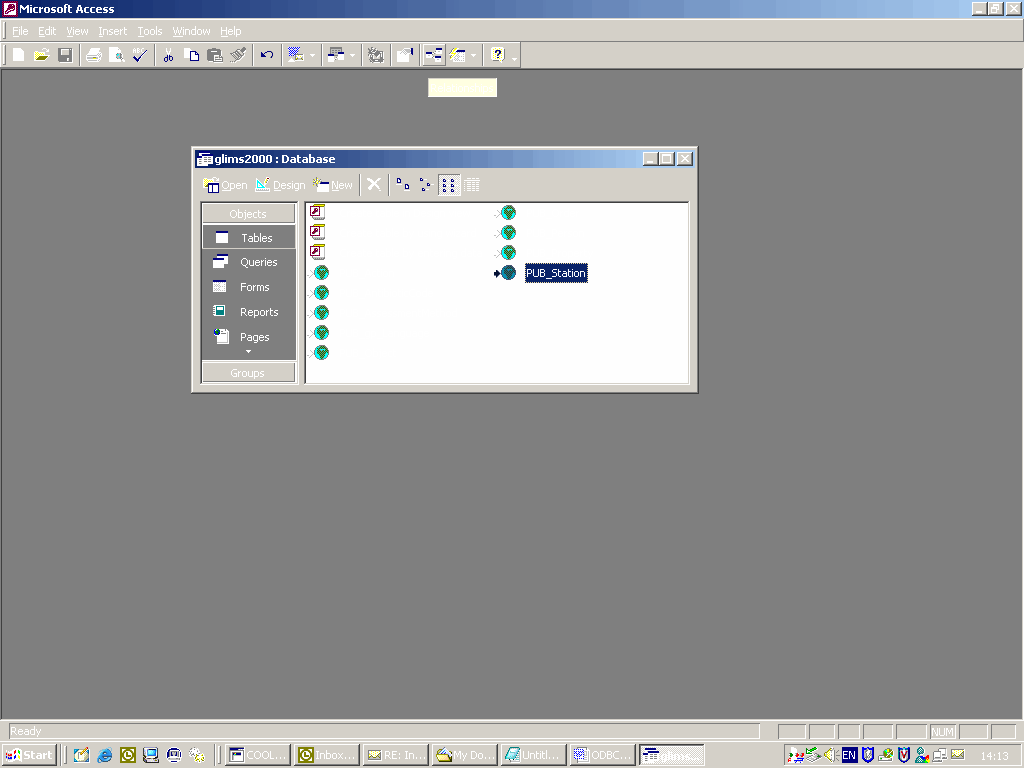 Microsoft Access
File Edit View Insert Tools Window Help
glims2000 : Database
Open Design New
Objects
Tables
Queries
Forms
Reports
Pages
Groups
PUB_Station
Ready
NUM
Start
COOL...
Inbox...
RE: In...
My Do...
Untitl...
ODBC...
glims...
EN
14:13